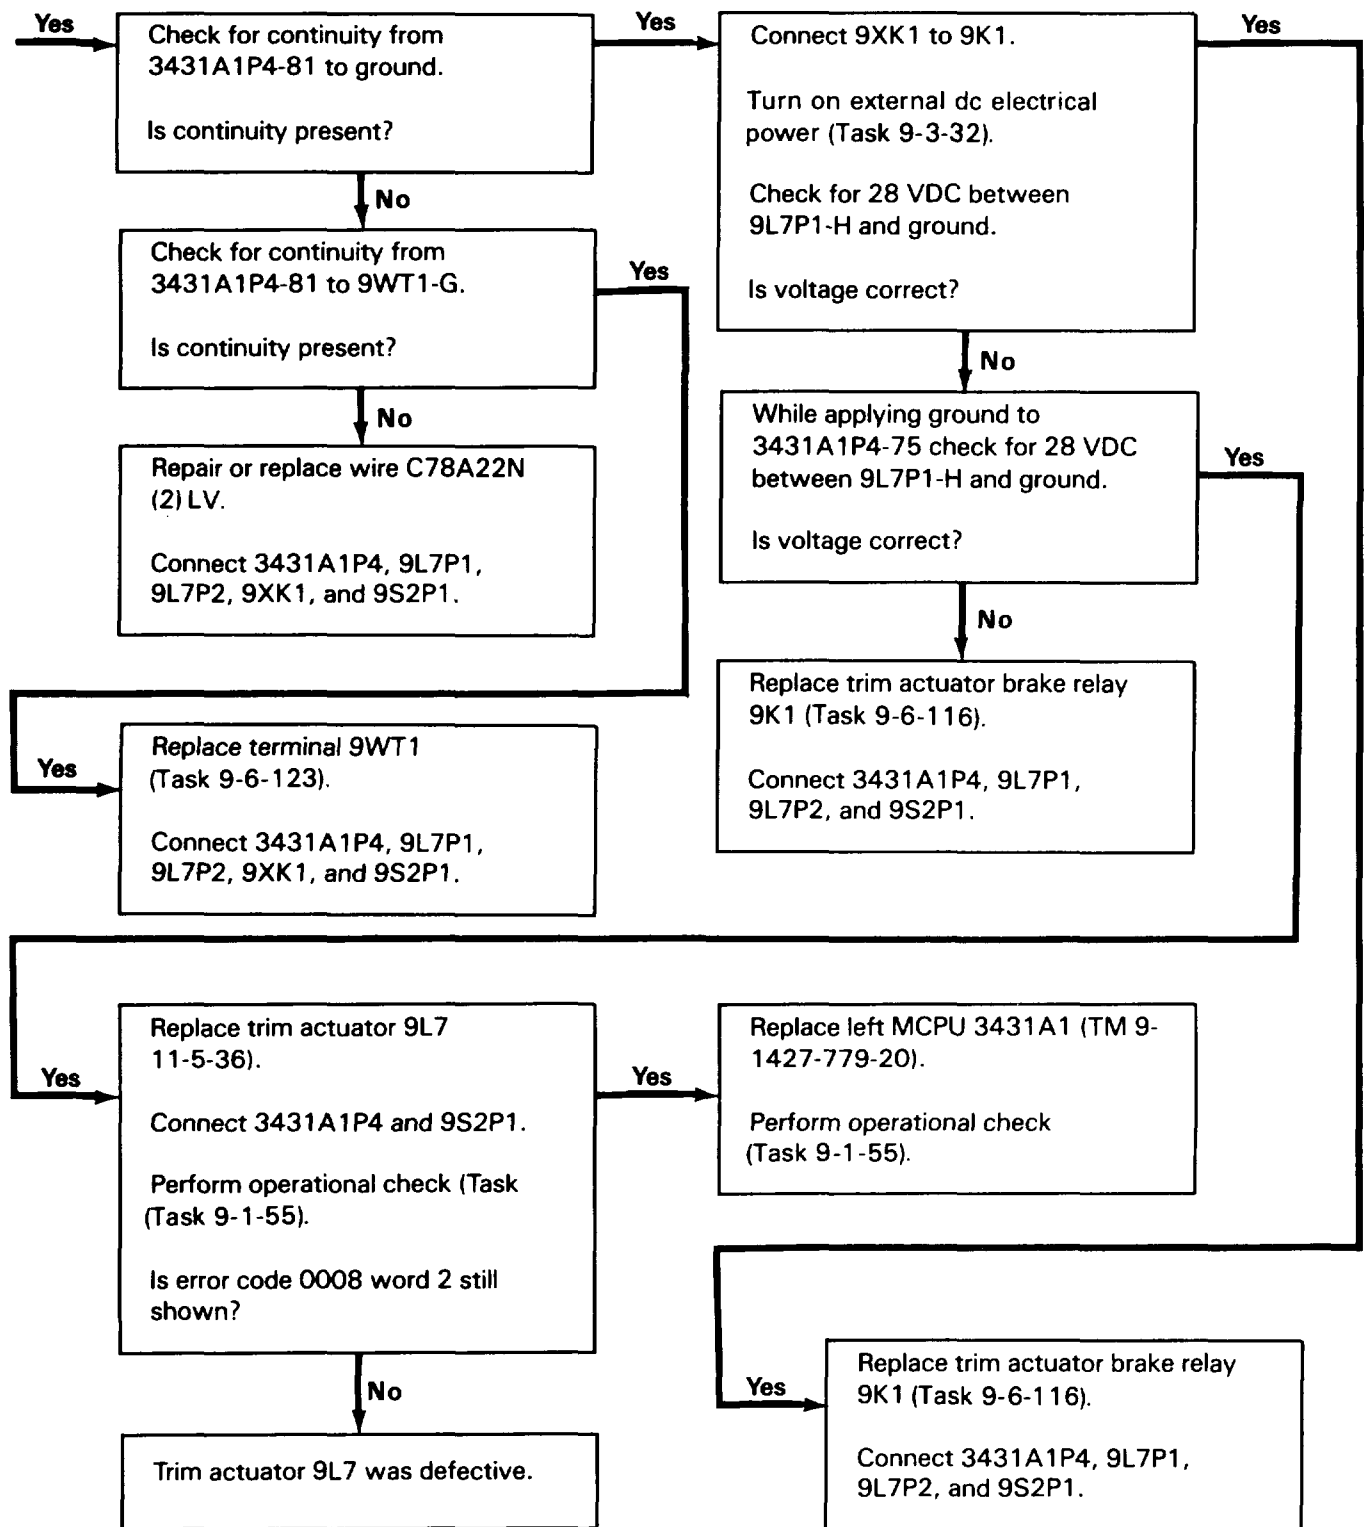 Yes
Check for continuity from
3431A1P4-81 to ground.
Is continuity present?
Yes
Connect 9XK1 to 9K1.
Turn on external dc electrical
power (Task 9-3-32).
Check for 28 VDC between
9L7P1-H and ground.
Is voltage correct?
Yes
No
Check for continuity from
3431A1P4-81 to 9WT1-G.
Is continuity present?
Yes
No
While applying ground to
3431A1P4-75 check for 28 VDC
between 9L7P1-H and ground.
Is voltage correct?
Yes
No
Repair or replace wire C78A22N
(2) LV.
Connect 3431A1P4, 9L7P1,
9L7P2, 9XK1, and 9S2P1.
No
Replace trim actuator brake relay
9K1 (Task 9-6-116).
Connect 3431A1P4, 9L7P1,
9L7P2, and 9S2P1.
Yes
Replace terminal 9WT1
(Task 9-6-123).
Connect 3431A1P4, 9L7P1,
9L7P2, 9XK1, and 9S2P1.
Yes
Replace trim actuator 9L7
11-5-36).
Connect 3431A1P4 and 9S2P1.
Perform operational check (Task
(Task 9-1-55).
Is error code 0008 word 2 still
shown?
Yes
Replace left MCPU 3431A1 (TM 9-
1427-779-20).
Perform operational check
(Task 9-1-55).
No
Trim actuator 9L7 was defective.
Yes
Replace trim actuator brake relay
9K1 (Task 9-6-116).
Connect 3431A1P4, 9L7P1,
9L7P2, and 9S2P1.